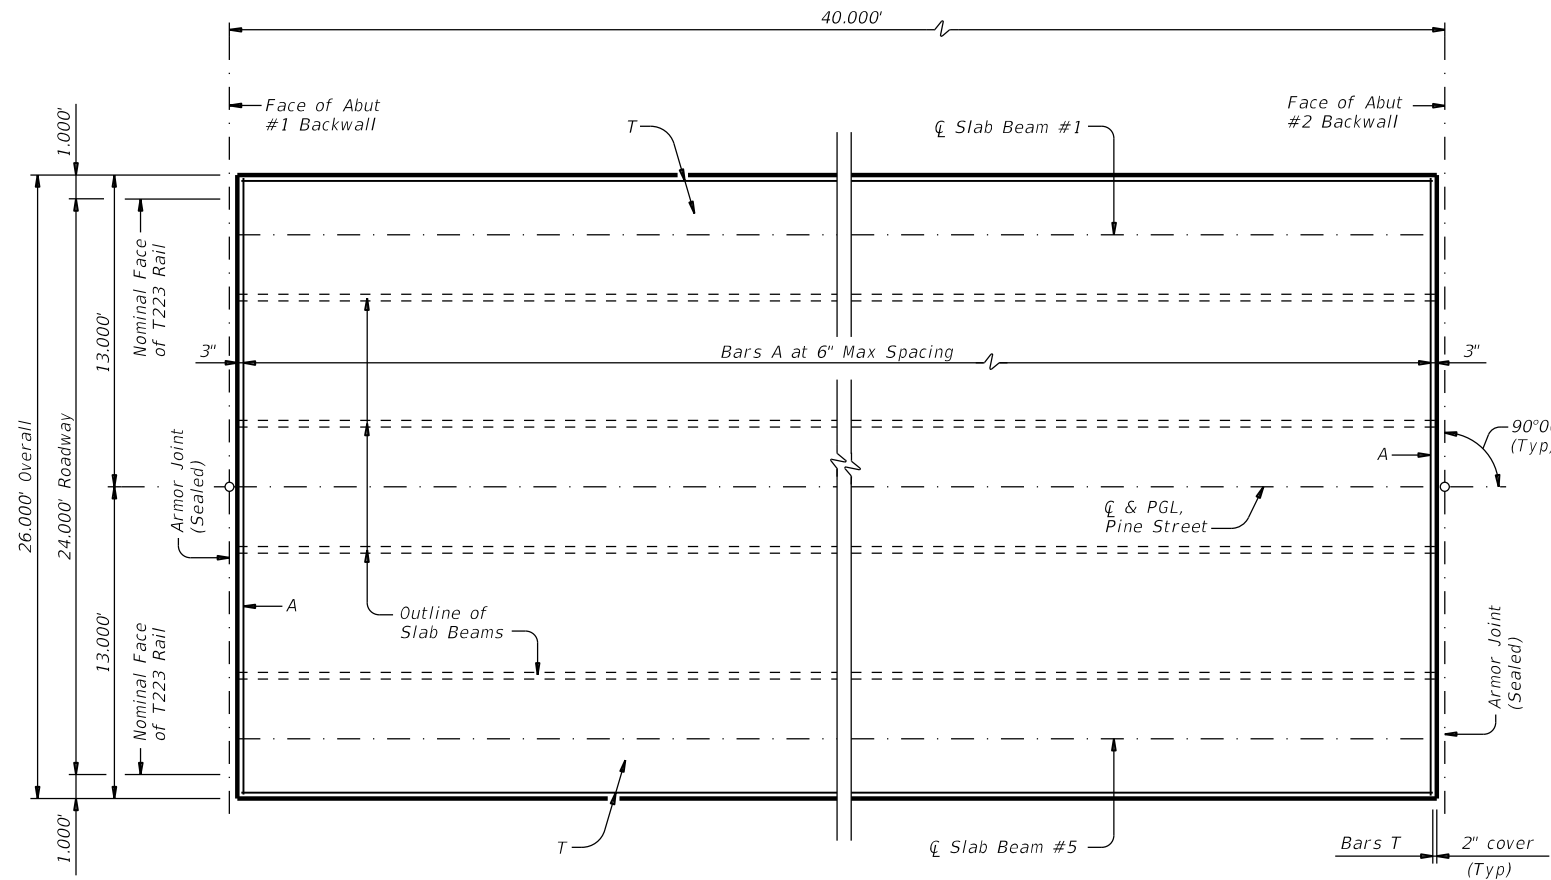 40.000'
Face of Abut
#1 Backwall
Face of Abut
#2 Backwall
1.000'
T
℄ Slab Beam #1
Nominal Face
of T223 Rail
13.000'
3"
Bars A at 6" Max Spacing
3"
26.000' Overall
24.000' Roadway
Armor Joint
(Sealed)
A
(Typ
℄ & PGL,
Pine Street
A
Outline of
Slab Beams
13.000'
Nominal Face
of T223 Rail
Armor Joint
(Sealed)
1.000'
T
℄ Slab Beam #5
Bars T
2" cover
(Typ)